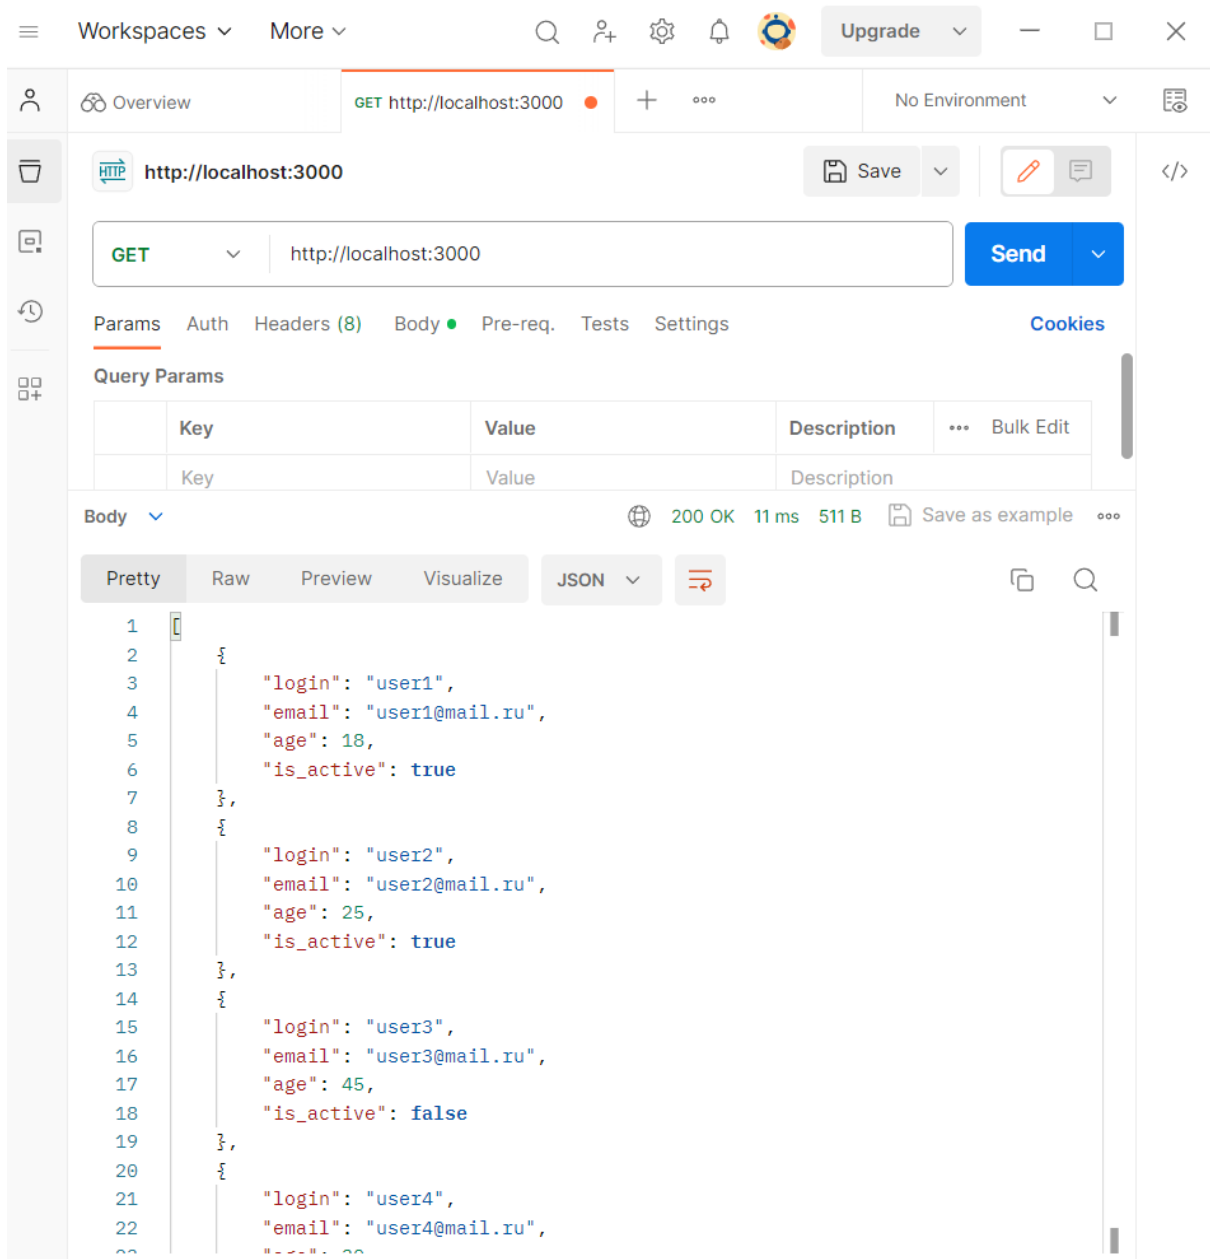 Workspaces More Upgrade
Overview GET http://localhost:3000 No Environment
HTTP http://localhost:3000 Save
GET http://localhost:3000 Send
Params Auth Headers (8) Body Pre-req. Tests Settings Cookies
Query Params
Key Value Description Bulk Edit
Key Value Description
Body 200 OK 11 ms 511 B Save as example
Pretty Raw Preview Visualize JSON
1 [
2 {
3 "login": "user1",
4 "email": "user1@mail.ru",
5 "age": 18,
6 "is_active": true
7 },
8 {
9 "login": "user2",
10 "email": "user2@mail.ru",
11 "age": 25,
12 "is_active": true
13 },
14 {
15 "login": "user3",
16 "email": "user3@mail.ru",
17 "age": 45,
18 "is_active": false
19 },
20 {
21 "login": "user4",
22 "email": "user4@mail.ru",